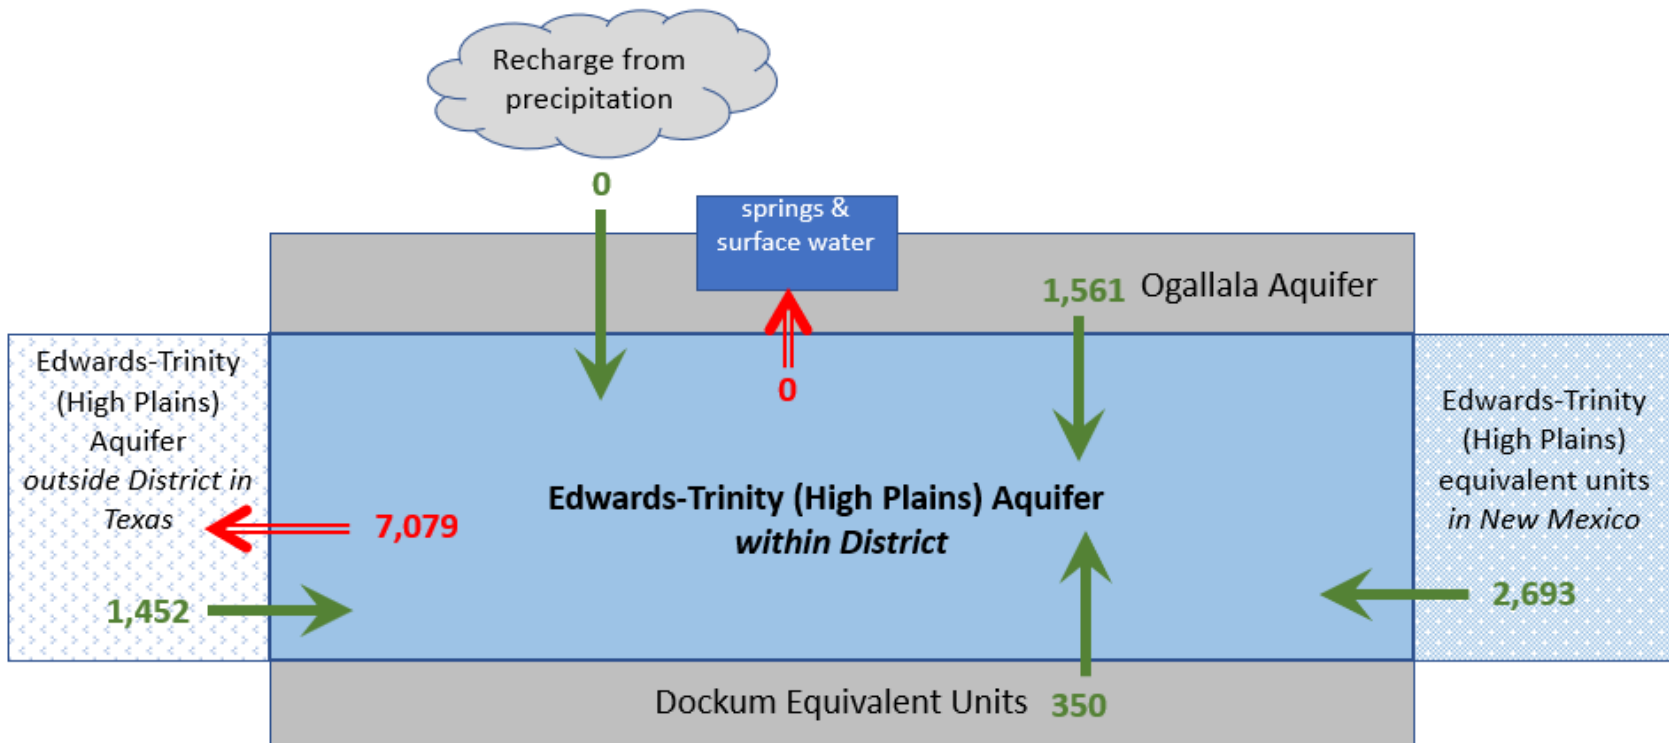 Recharge from
precipitation
0
springs &
surface water
1,561 Ogallala Aquifer
0
Edwards-Trinity
(High Plains)
Aquifer
outside District in
Texas
7,079
1,452
Edwards-Trinity (High Plains) Aquifer
within District
Edwards-Trinity
(High Plains)
equivalent units
in New Mexico
2,693
Dockum Equivalent Units 350